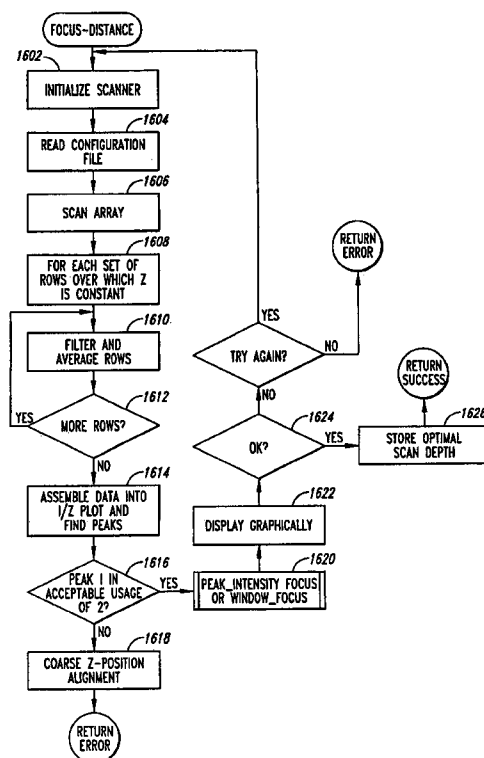 FOCUS-DISTANCE
1602
INITIALIZE SCANNER
1604
READ CONFIGURATION
FILE
1606
SCAN ARRAY
1608
FOR EACH SET OF
ROWS OVER WHICH Z
IS CONSTANT
1610
FILTER AND
AVERAGE ROWS
1612
MORE ROWS?
YES
NO
1614
ASSEMBLE DATA INTO
I/Z PLOT AND
FIND PEAKS
1616
PEAK I IN
ACCEPTABLE USAGE
OF 2?
YES
NO
1618
COARSE Z-POSITION
ALIGNMENT
RETURN
ERROR
1620
PEAK_INTENSITY FOCUS
OR WINDOW_FOCUS
1622
DISPLAY GRAPHICALLY
1624
OK?
YES
NO
TRY AGAIN?
YES
NO
RETURN
ERROR
RETURN
SUCCESS
1628
STORE OPTIMAL
SCAN DEPTH